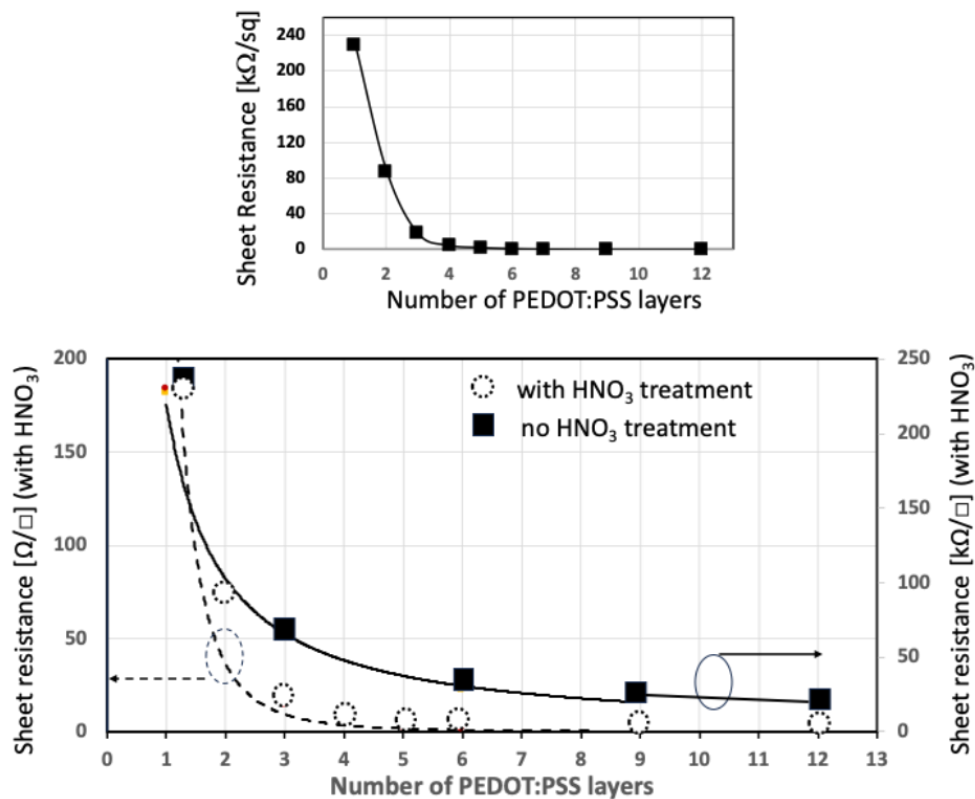 Sheet Resistance [kΩ/sq]
240
200
160
120
80
40
0
0 2 4 6 8 10 12
Number of PEDOT:PSS layers
Sheet resistance [Ω/□] (with HNO₃)
200
150
100
50
0
with HNO₃ treatment
no HNO₃ treatment
250
200
150
100
50
0
Sheet resistance [kΩ/□] (with HNO₃)
0 1 2 3 4 5 6 7 8 9 10 11 12 13
Number of PEDOT:PSS layers